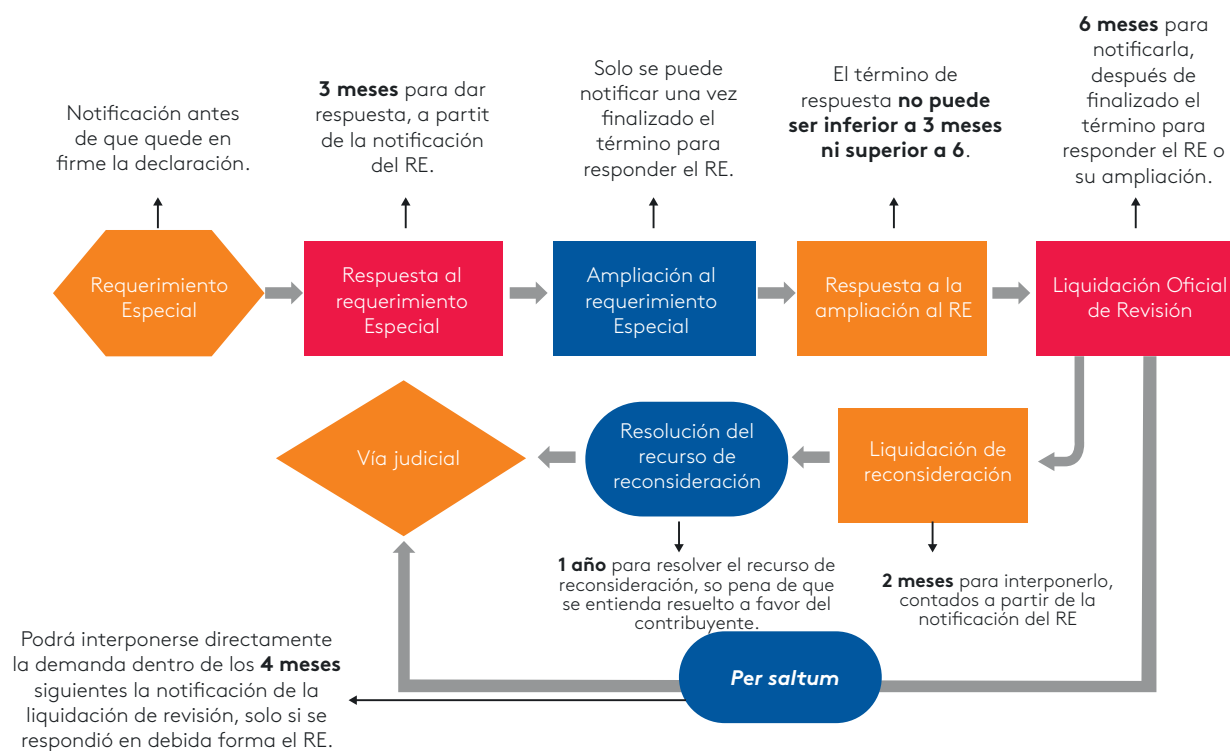 Notificación antes
de que quede en
firme la declaración.
3 meses para dar
respuesta, a partir
de la notificación
del RE.
Solo se puede
notificar una vez
finalizado el
término para
responder el RE.
El término de
respuesta no puede
ser inferior a 3 meses
ni superior a 6.
6 meses para
notificarla,
después de
finalizado el
término para
responder el RE o
su ampliación.
Requerimiento
Especial
Respuesta al
requerimiento
Especial
Ampliación al
requerimiento
Especial
Respuesta a la
ampliación al RE
Liquidación Oficial
de Revisión
Vía judicial
Resolución del
recurso de
reconsideración
Liquidación de
reconsideración
1 año para resolver el recurso de
reconsideración, so pena de que
se entienda resuelto a favor del
contribuyente.
2 meses para interponerlo,
contados a partir de la
notificación del RE
Podrá interponerse directamente
la demanda dentro de los 4 meses
siguientes la notificación de la
liquidación de revisión, solo si se
respondió en debida forma el RE.
Per saltum